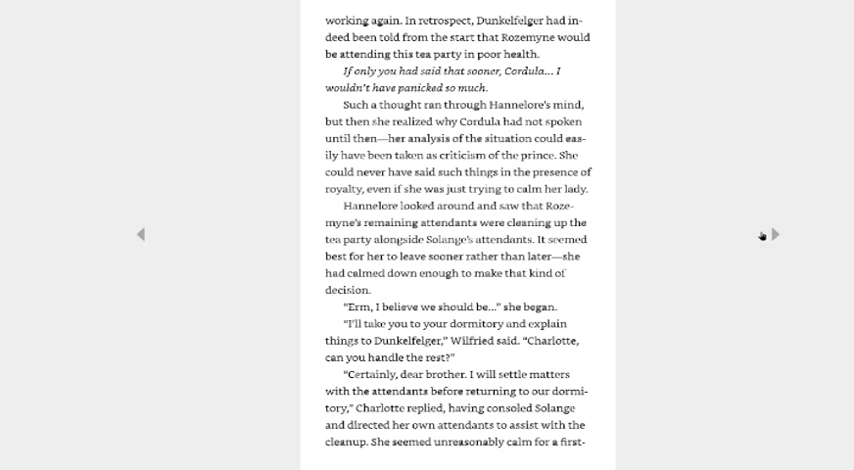 working again. In retrospect, Dunkelfelger had in-
deed been told from the start that Rozemyne would
be attending this tea party in poor health.
If only you had said that sooner, Cordula... I
wouldn't have panicked so much.
Such a thought ran through Hannelore's mind,
but then she realized why Cordula had not spoken
until then—her analysis of the situation could eas-
ily have been taken as criticism of the prince. She
could never have said such things in the presence of
royalty, even if she was just trying to calm her lady.
Hannelore looked around and saw that Roze-
myne's remaining attendants were cleaning up the
tea party alongside Solange's attendants. It seemed
best for her to leave sooner rather than later—she
had calmed down enough to make that kind of
decision.
"Erm, I believe we should be..." she began.
"I'll take you to your dormitory and explain
things to Dunkelfelger," Wilfried said. "Charlotte,
can you handle the rest?"
"Certainly, dear brother. I will settle matters
with the attendants before returning to our dormi-
tory," Charlotte replied, having consoled Solange
and directed her own attendants to assist with the
cleanup. She seemed unreasonably calm for a first-